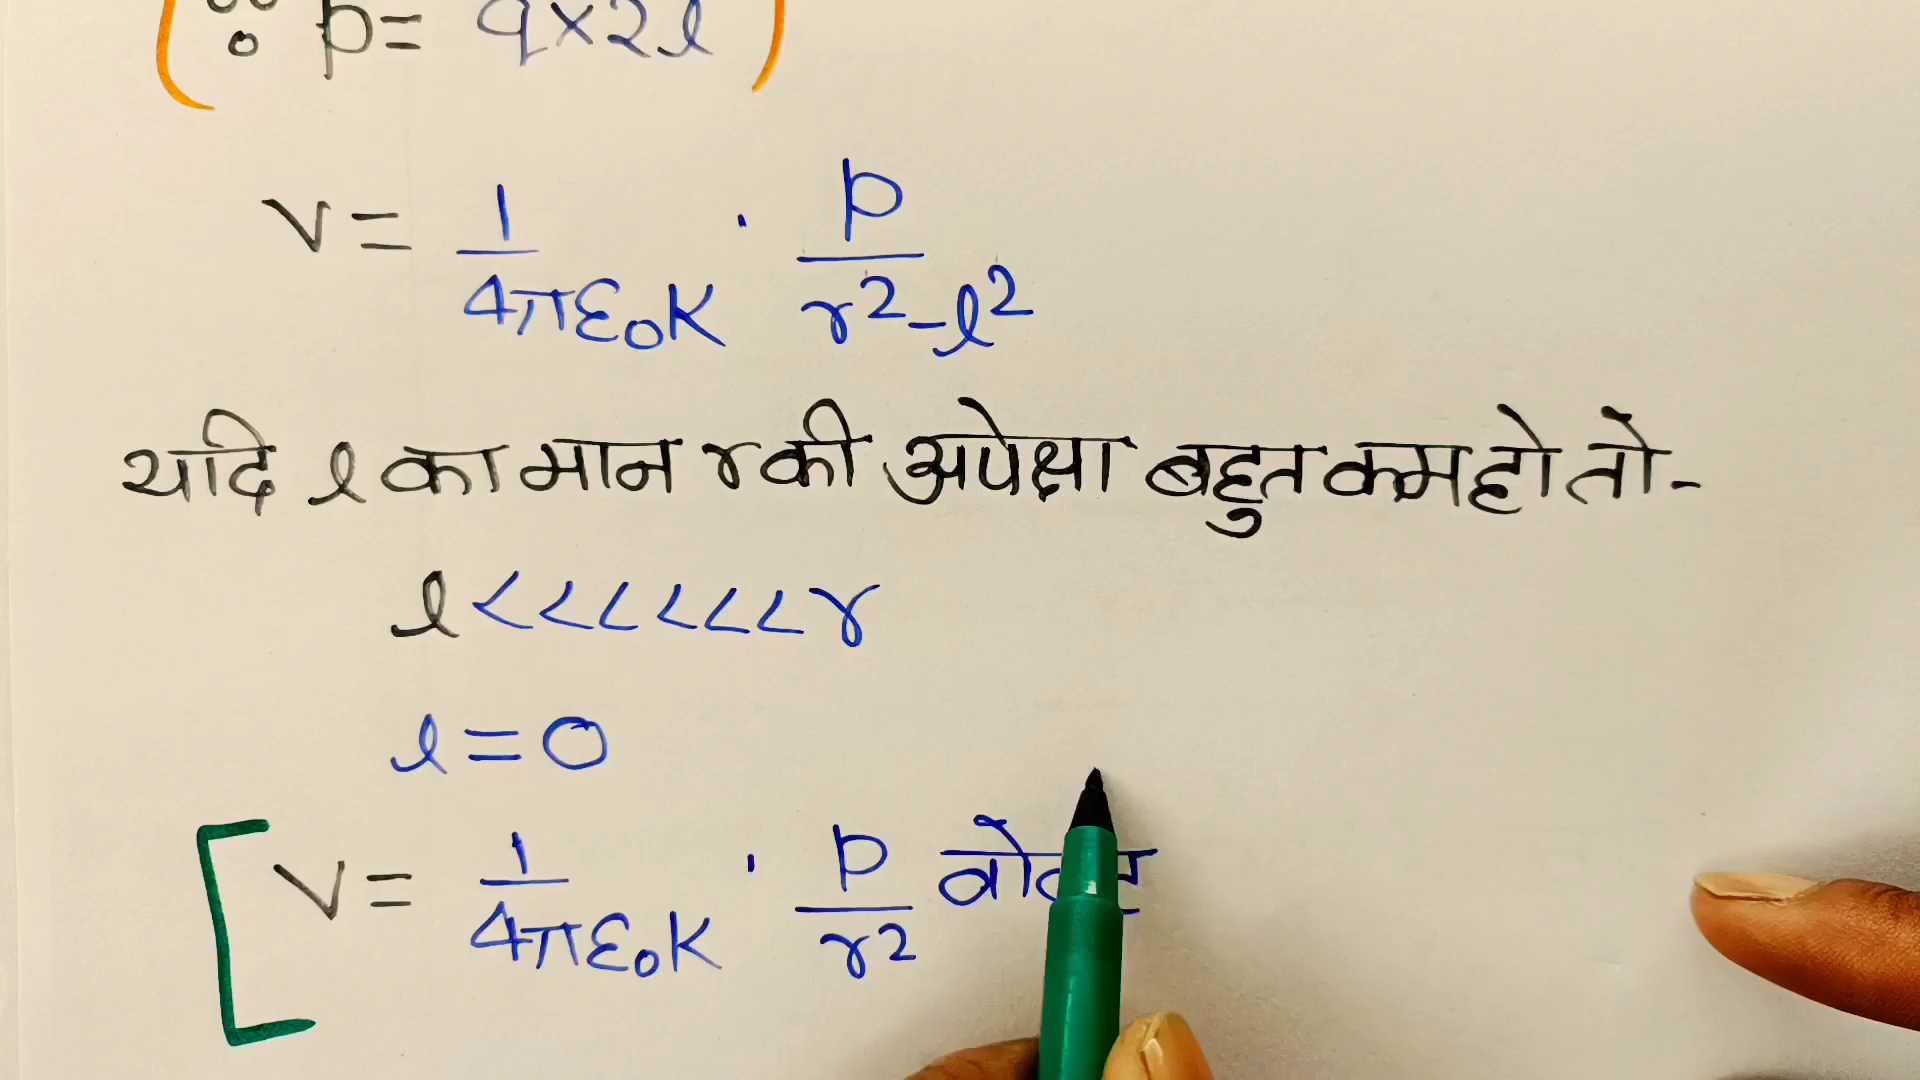 (∵ p= q×2l)
V= 1/4πε₀K · p/r²-l²
यदि l का मान r की अपेक्षा बहुत कम हो तो-
l<<<<<<r
l=0
[V= 1/4πε₀K · p/r²